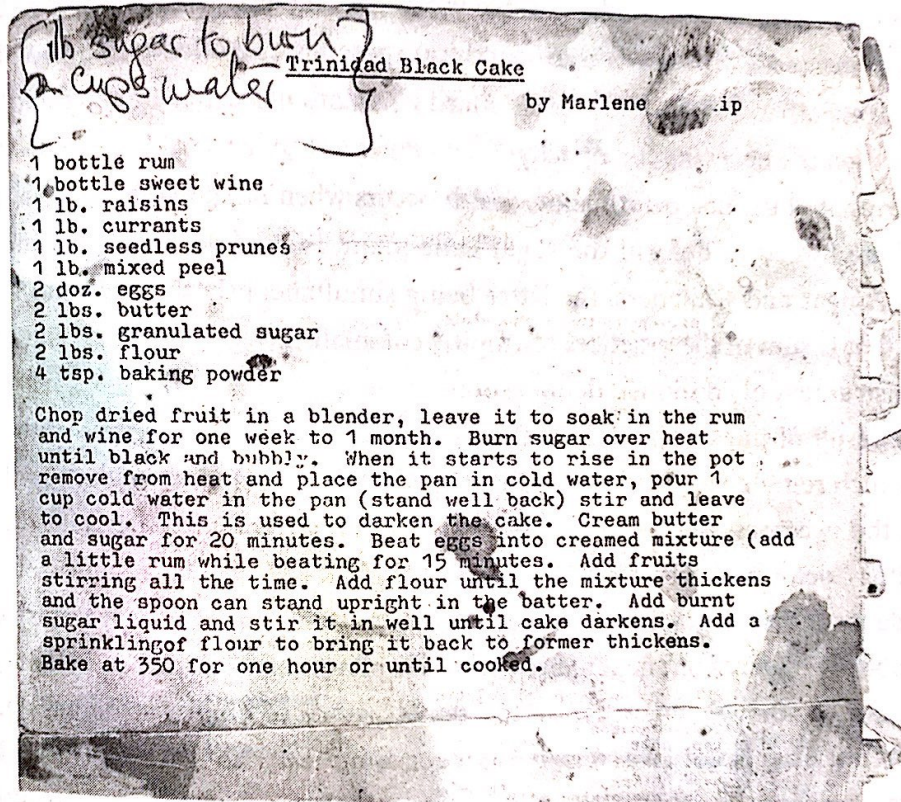 1lb sugar to burn
2 cups water
Trinidad Black Cake
by Marlene
1 bottle rum
1 bottle sweet wine
1 lb. raisins
1 lb. currants
1 lb. seedless prunes
1 lb. mixed peel
2 doz. eggs
2 lbs. butter
2 lbs. granulated sugar
2 lbs. flour
4 tsp. baking powder
Chop dried fruit in a blender, leave it to soak in the rum
and wine for one week to 1 month.  Burn sugar over heat
until black and bubbly.  When it starts to rise in the pot
remove from heat and place the pan in cold water, pour 1
cup cold water in the pan (stand well back) stir and leave
to cool.  This is used to darken the cake.  Cream butter
and sugar for 20 minutes.  Beat eggs into creamed mixture (add
a little rum while beating for 15 minutes.  Add fruits
stirring all the time.  Add flour until the mixture thickens
and the spoon can stand upright in the batter.  Add burnt
sugar liquid and stir it in well until cake darkens.  Add a
sprinklingof flour to bring it back to former thickens.
Bake at 350 for one hour or until cooked.